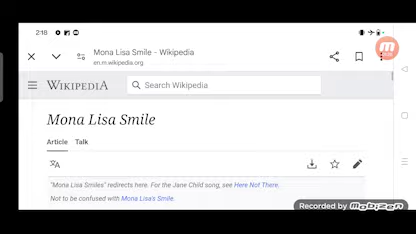 2:18
Mona Lisa Smile - Wikipedia
en.m.wikipedia.org
WIKIPEDIA
Search Wikipedia
Mona Lisa Smile
Article Talk
"Mona Lisa Smiles" redirects here. For the Jane Child song, see Here Not There.
Not to be confused with Mona Lisa's Smile.
Recorded by Mobizen